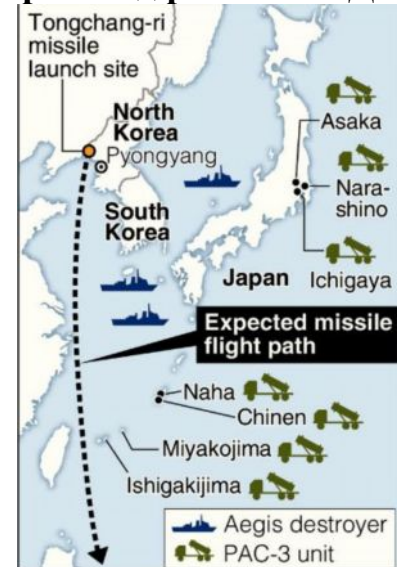 Tongchang-ri
missile
launch site
North
Korea
Pyongyang
South
Korea
Asaka
Nara-
shino
Ichigaya
Japan
Expected missile
flight path
Naha
Chinen
Miyakojima
Ishigakijima
Aegis destroyer
PAC-3 unit